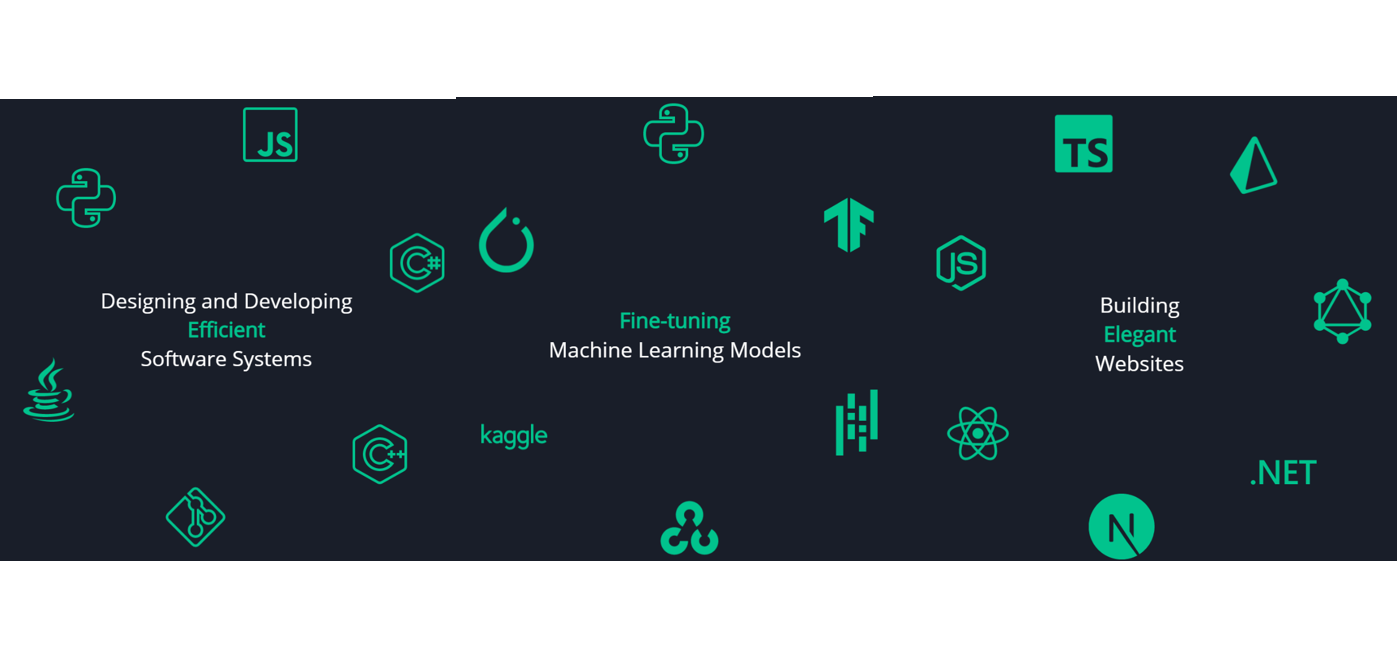 JS
C#
Designing and Developing
Efficient
Software Systems
C++
Fine-tuning
Machine Learning Models
kaggle
TS
JS
Building
Elegant
Websites
.NET
N